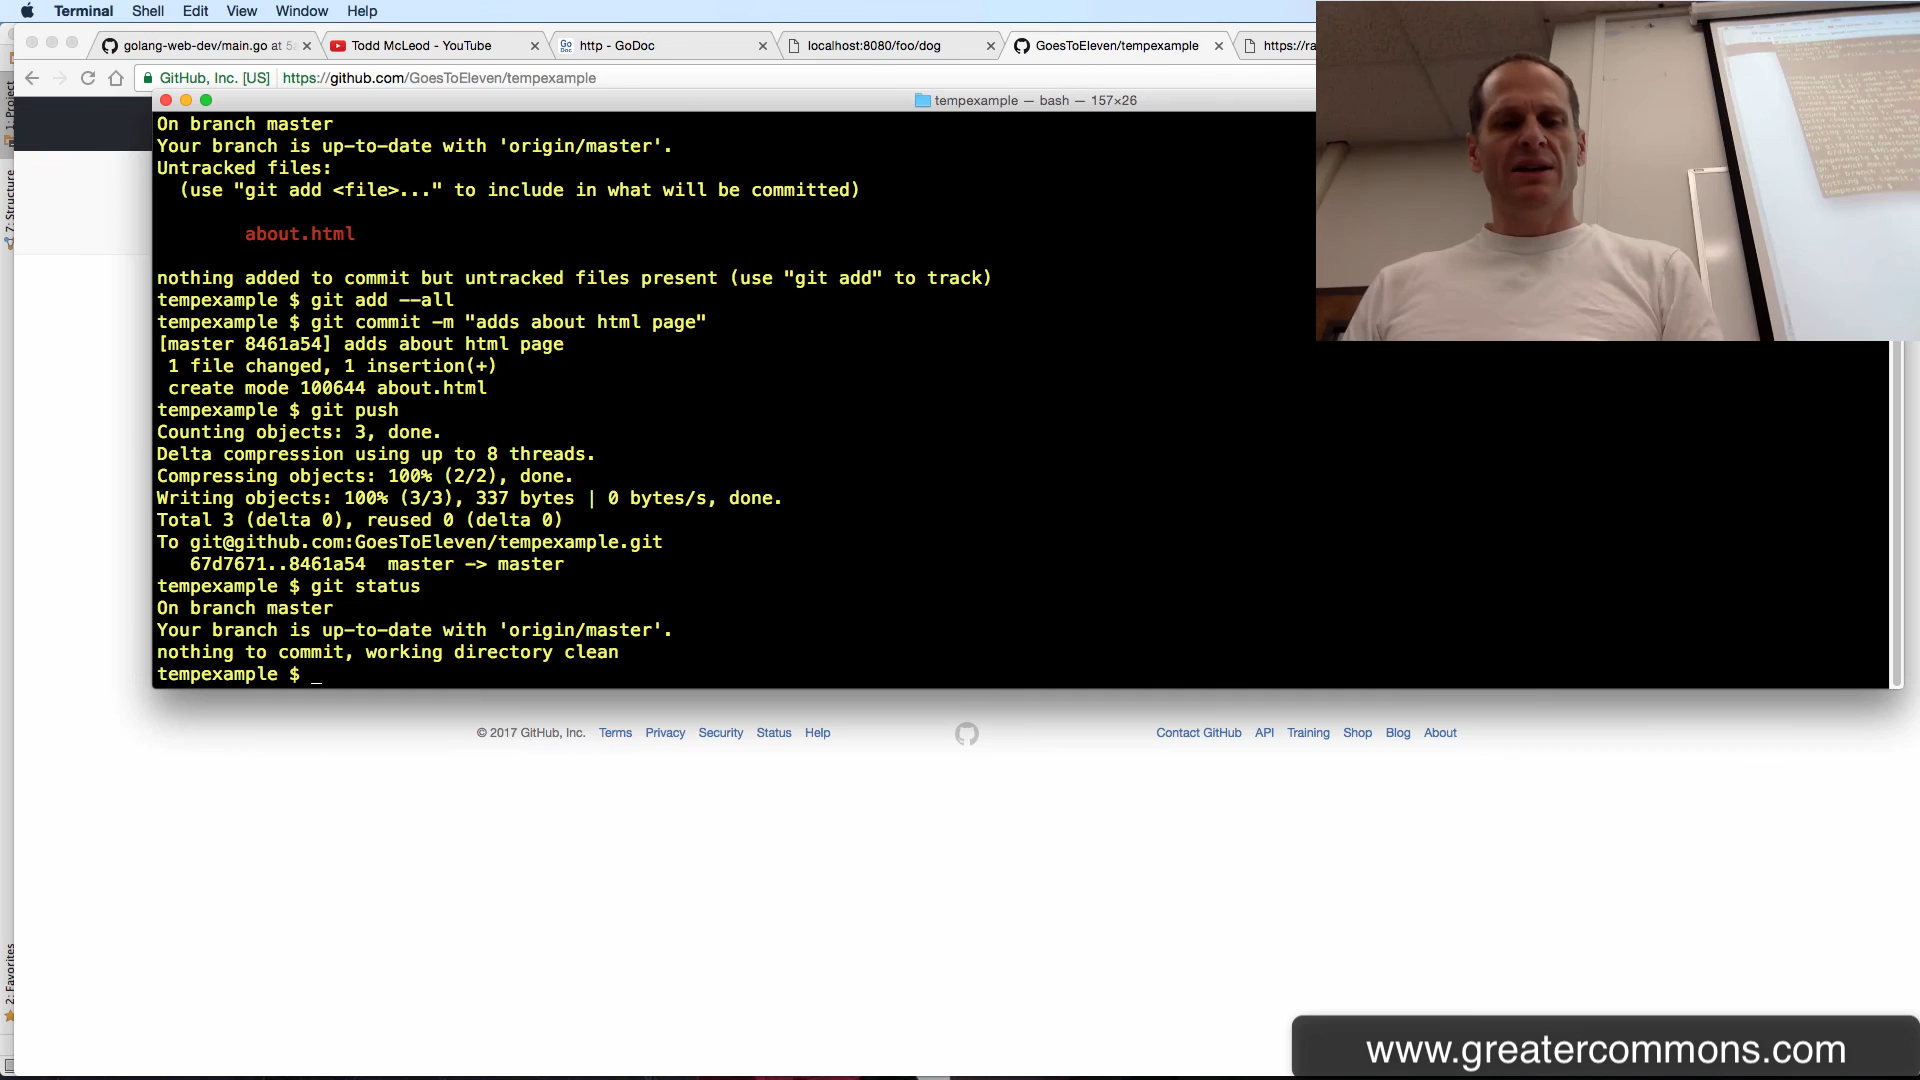 Terminal Shell Edit View Window Help
golang-web-dev/main.go at 5a
Todd McLeod - YouTube
http - GoDoc
localhost:8080/foo/dog
GoesToEleven/tempexample
https://ra
GitHub, Inc. [US] https://github.com/GoesToEleven/tempexample
1: Project
7: Structure
2: Favorites
tempexample — bash — 157×26
On branch master
Your branch is up-to-date with 'origin/master'.
Untracked files:
(use "git add <file>..." to include in what will be committed)
about.html
nothing added to commit but untracked files present (use "git add" to track)
tempexample $ git add --all
tempexample $ git commit -m "adds about html page"
[master 8461a54] adds about html page
1 file changed, 1 insertion(+)
create mode 100644 about.html
tempexample $ git push
Counting objects: 3, done.
Delta compression using up to 8 threads.
Compressing objects: 100% (2/2), done.
Writing objects: 100% (3/3), 337 bytes | 0 bytes/s, done.
Total 3 (delta 0), reused 0 (delta 0)
To git@github.com:GoesToEleven/tempexample.git
67d7671..8461a54 master -> master
tempexample $ git status
On branch master
Your branch is up-to-date with 'origin/master'.
nothing to commit, working directory clean
tempexample $ _
© 2017 GitHub, Inc. Terms Privacy Security Status Help
Contact GitHub API Training Shop Blog About
www.greatercommons.com